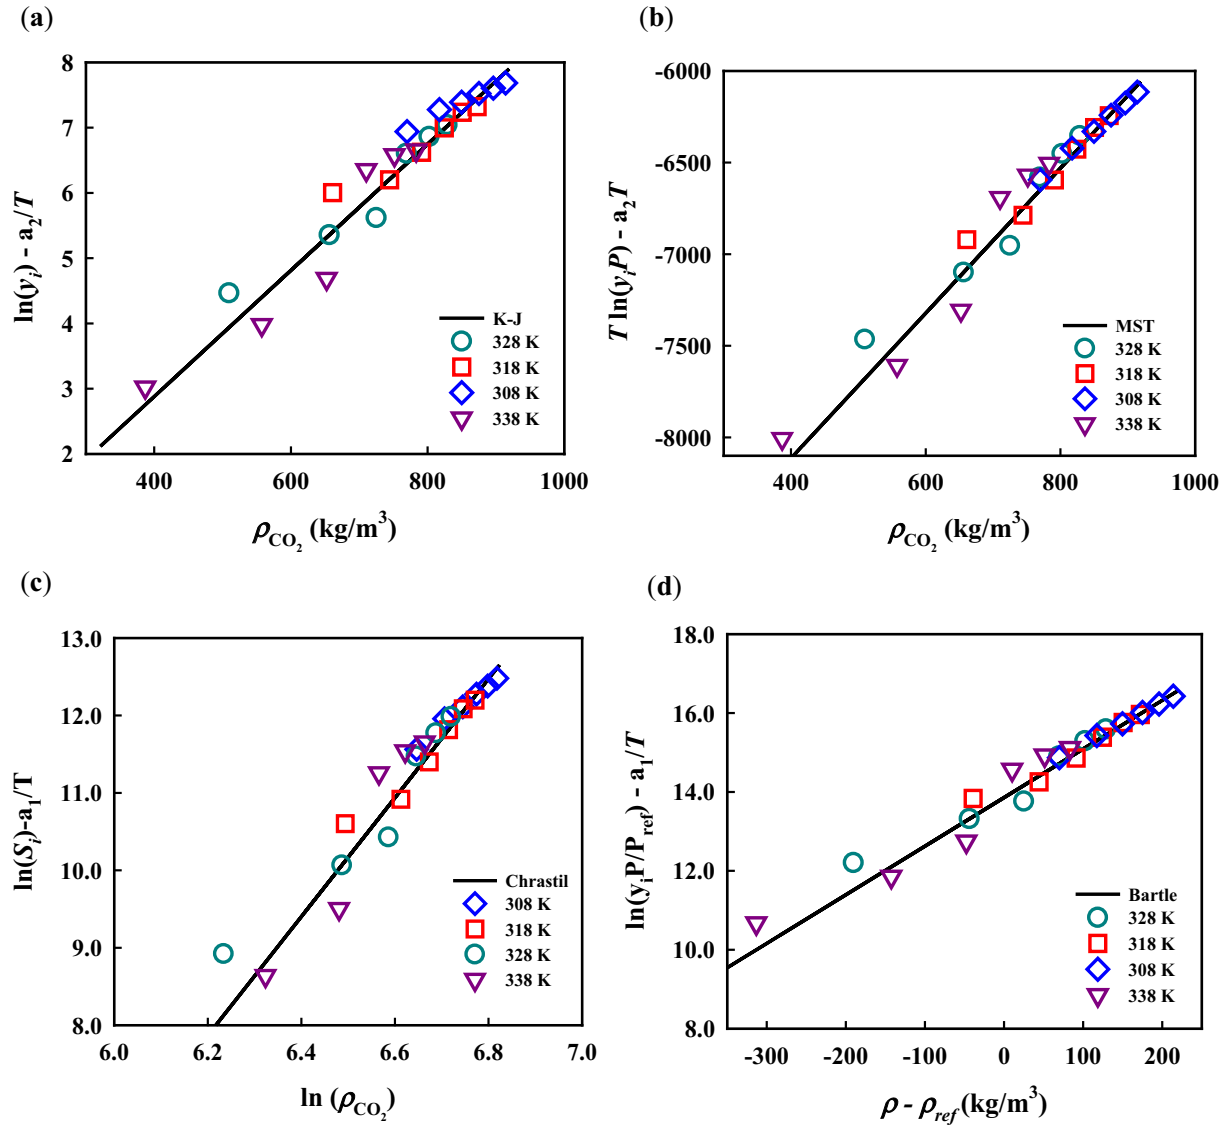 (a)
8
7
6
5
4
3
2
ln(yᵢ) - a₂/T
K-J
328 K
318 K
308 K
338 K
400
600
800
1000
ρCO₂ (kg/m³)
(b)
-6000
-6500
-7000
-7500
-8000
T ln(yᵢP) - a₂T
MST
328 K
318 K
308 K
338 K
400
600
800
1000
ρCO₂ (kg/m³)
(c)
13.0
12.0
11.0
10.0
9.0
8.0
ln(Sᵢ)-a₁/T
Chrastil
308 K
318 K
328 K
338 K
6.0
6.2
6.4
6.6
6.8
7.0
ln (ρCO₂)
(d)
18.0
16.0
14.0
12.0
10.0
8.0
ln(yᵢP/Pref) - a₁/T
Bartle
328 K
318 K
308 K
338 K
-300
-200
-100
0
100
200
ρ - ρref (kg/m³)